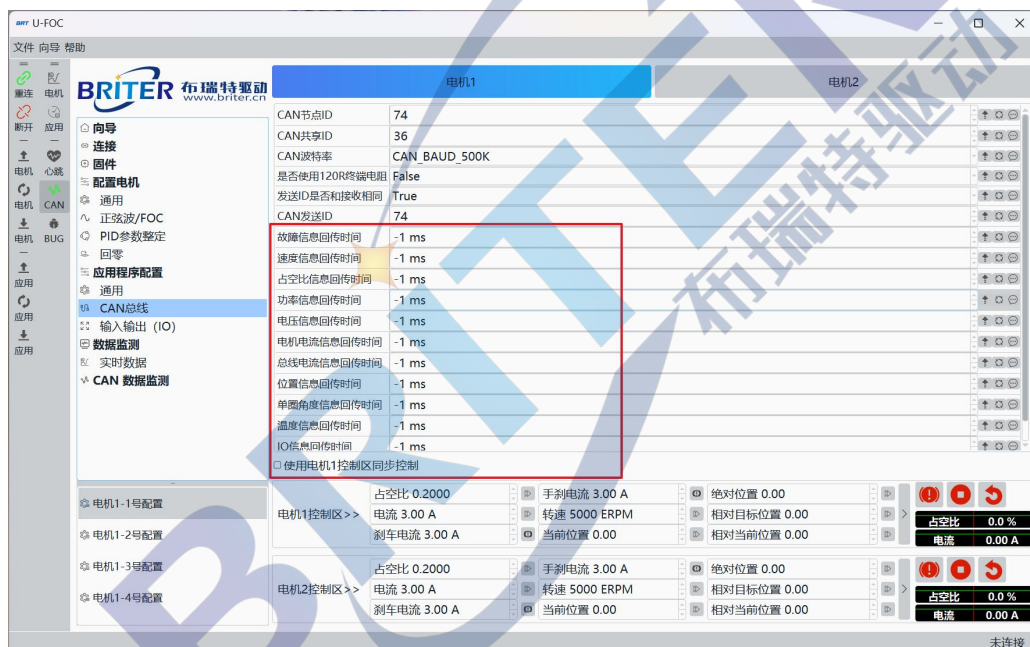 BRT U-FOC
文件 向导 帮助
重连 电机
断开 应用
电机 心跳
电机 CAN
电机 BUG
应用
应用
应用
BRITER 布瑞特驱动
www.briter.cn
向导
连接
固件
配置电机
通用
正弦波/FOC
PID参数整定
回零
应用程序配置
通用
CAN总线
输入输出（IO）
数据监测
实时数据
CAN 数据监测
电机1 电机2
CAN节点ID 74
CAN共享ID 36
CAN波特率 CAN_BAUD_500K
是否使用120R终端电阻 False
发送ID是否和接收相同 True
CAN发送ID 74
故障信息回传时间 -1 ms
速度信息回传时间 -1 ms
占空比信息回传时间 -1 ms
功率信息回传时间 -1 ms
电压信息回传时间 -1 ms
电机电流信息回传时间 -1 ms
总线电流信息回传时间 -1 ms
位置信息回传时间 -1 ms
单圈角度信息回传时间 -1 ms
温度信息回传时间 -1 ms
IO信息回传时间 -1 ms
使用电机1控制区同步控制
电机1-1号配置
电机1-2号配置
电机1-3号配置
电机1-4号配置
占空比 0.2000 手刹电流 3.00 A 绝对位置 0.00
电机1控制区>> 电流 3.00 A 转速 5000 ERPM 相对目标位置 0.00
刹车电流 3.00 A 当前位置 0.00 相对当前位置 0.00
占空比 0.0 %
电流 0.00 A
占空比 0.2000 手刹电流 3.00 A 绝对位置 0.00
电机2控制区>> 电流 3.00 A 转速 5000 ERPM 相对目标位置 0.00
刹车电流 3.00 A 当前位置 0.00 相对当前位置 0.00
占空比 0.0 %
电流 0.00 A
未连接
BRITER
布瑞特驱动